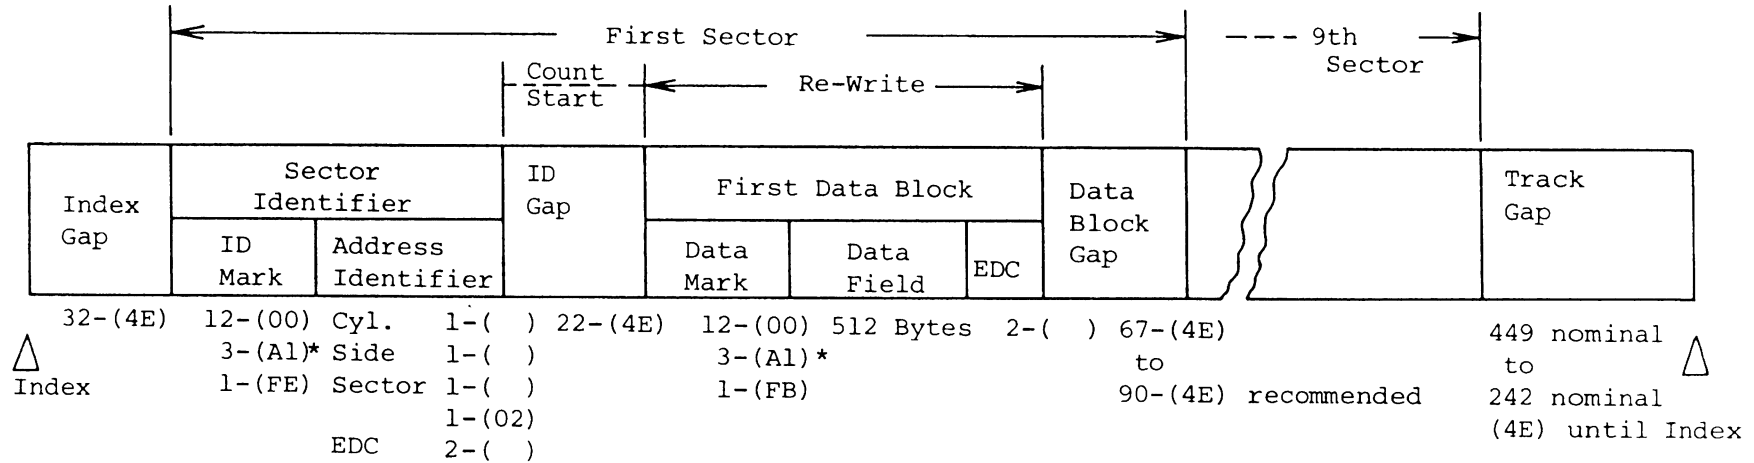 First Sector
--- 9th
Sector
Count
Start
Re-Write
Index
Gap
Sector
Identifier
ID
Mark
Address
Identifier
ID
Gap
First Data Block
Data
Mark
Data
Field
EDC
Data
Block
Gap
Track
Gap
32-(4E)
12-(00)
3-(A1)*
1-(FE)
Cyl. 1-( )
Side 1-( )
Sector 1-( )
1-(02)
EDC 2-( )
22-(4E)
12-(00)
3-(A1)*
1-(FB)
512 Bytes
2-( )
67-(4E)
to
90-(4E) recommended
449 nominal
to
242 nominal
(4E) until Index
Index